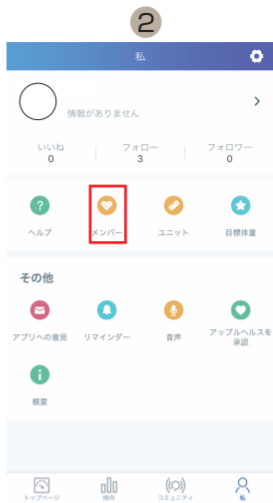 2
私
情報がありません
いいね フォロー フォロワー
0 3 0
ヘルプ メンバー ユニット 目標体重
その他
アプリへの意見 リマインダー 音声 アップルヘルスを
承認
概要
トップページ 傾向 コミュニティ 私